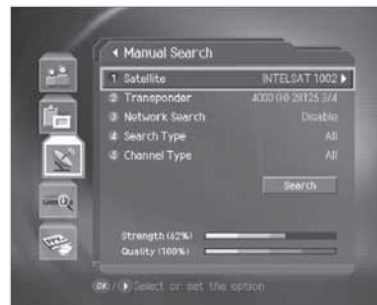 Manual Search
1 Satellite INTELSAT 1002
2 Transponder 4000 (H) 28125 3/4
3 Network Search Disable
4 Search Type All
5 Channel Type All
Search
Strength (62%)
Quality (100%)
OK / Select or set the option